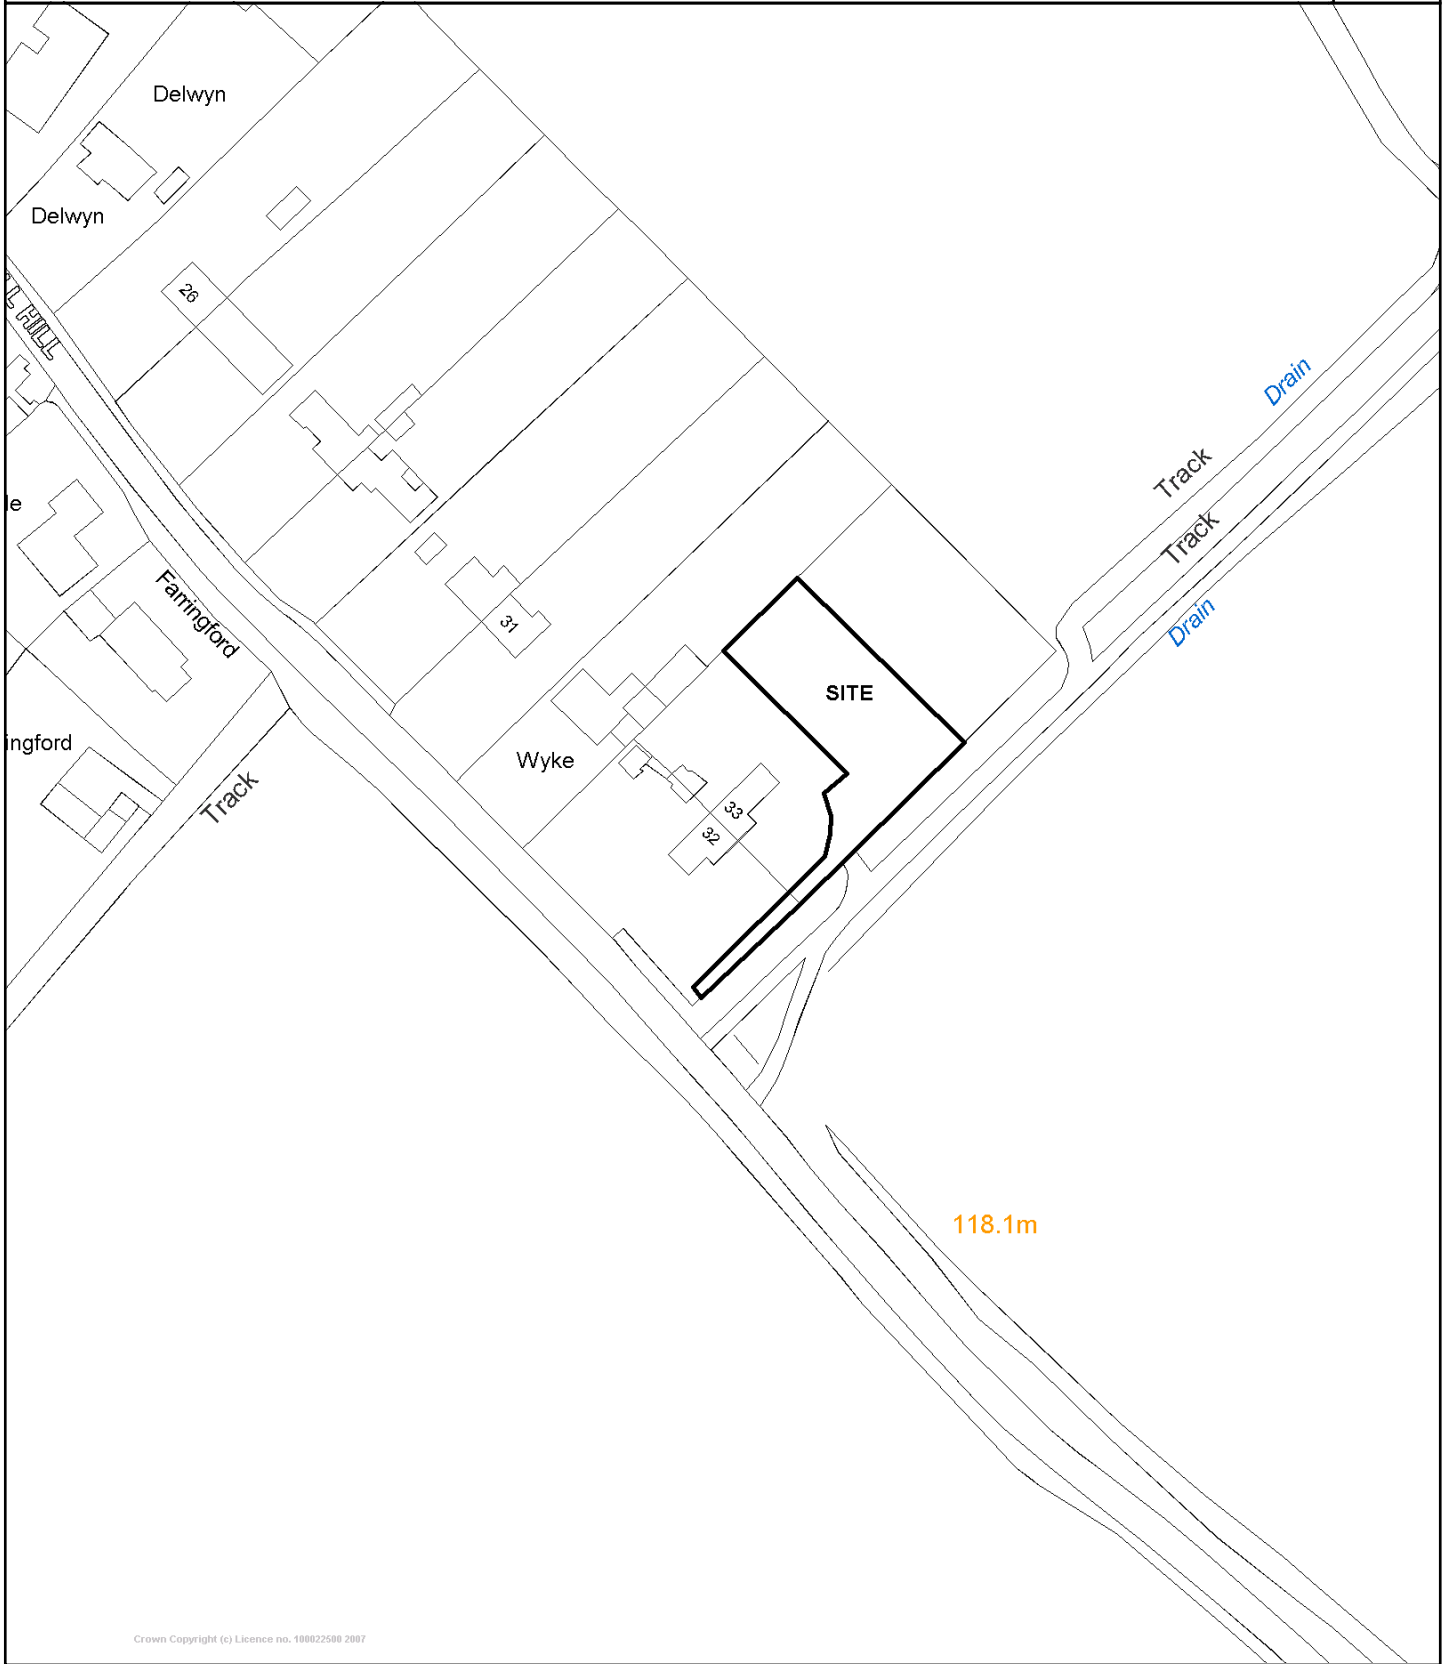 Delwyn
Delwyn
26
L HILL
Drain
Track
Track
le
Farringford
Drain
31
SITE
ingford
Wyke
Track
33
32
118.1m
Crown Copyright (c) Licence no. 100022500 2007